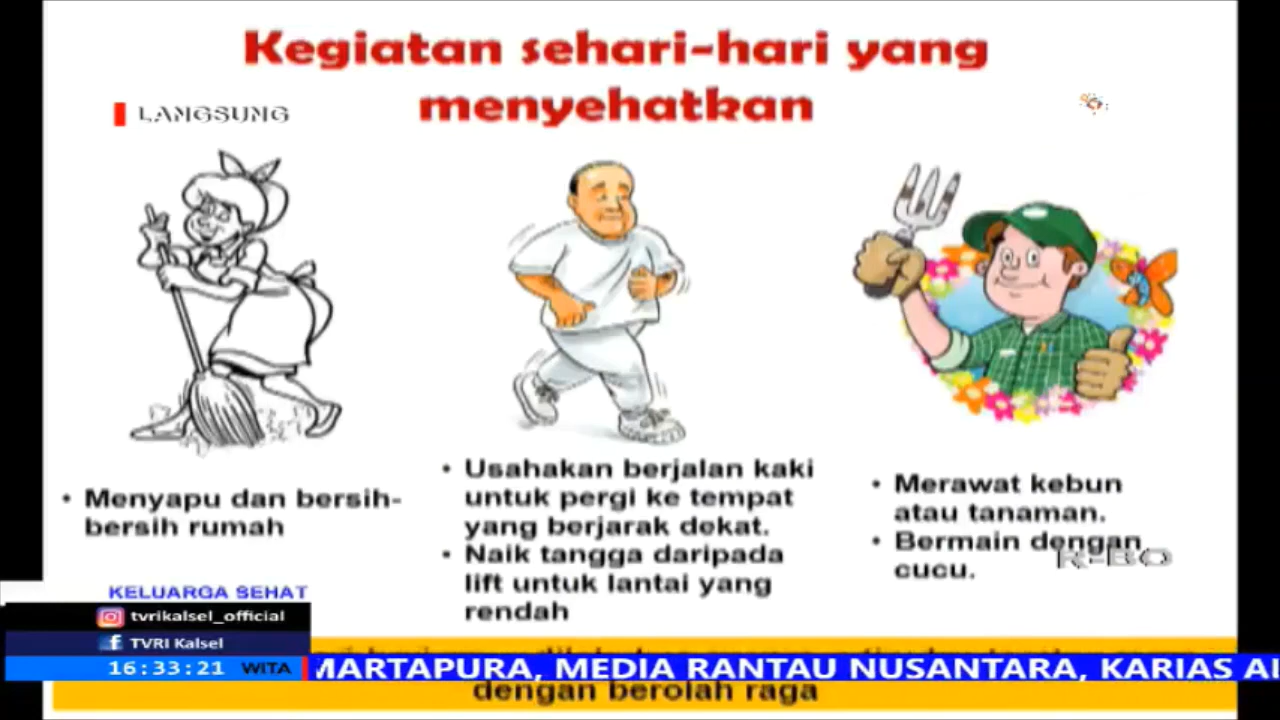 Kegiatan sehari-hari yang
menyehatkan
LANGSUNG
• Menyapu dan bersih-
bersih rumah
• Usahakan berjalan kaki
untuk pergi ke tempat
yang berjarak dekat.
• Naik tangga daripada
lift untuk lantai yang
rendah
• Merawat kebun
atau tanaman.
• Bermain dengan
cucu.
R-BO
KELUARGA SEHAT
tvrikalsel_official
TVRI Kalsel
16:33:21 WITA
MARTAPURA, MEDIA RANTAU NUSANTARA, KARIAS
dengan berolah raga